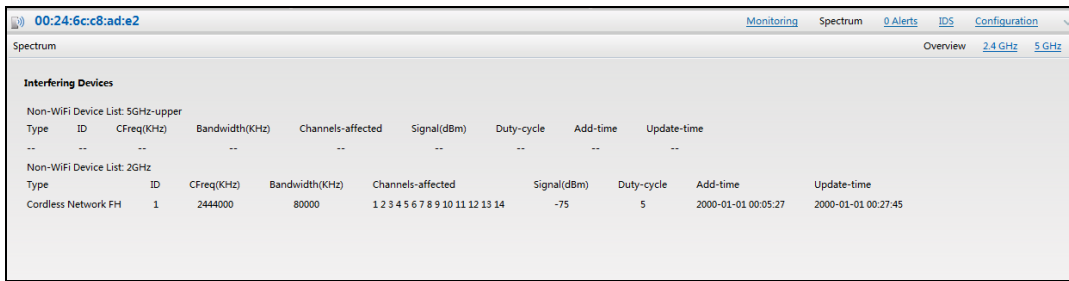 00:24:6c:c8:ad:e2 Monitoring Spectrum 0 Alerts IDS Configuration
Spectrum Overview 2.4 GHz 5 GHz
Interfering Devices
Non-WiFi Device List: 5GHz-upper
Type ID CFreq(KHz) Bandwidth(KHz) Channels-affected Signal(dBm) Duty-cycle Add-time Update-time
-- -- -- -- -- -- -- -- --
Non-WiFi Device List: 2GHz
Type ID CFreq(KHz) Bandwidth(KHz) Channels-affected Signal(dBm) Duty-cycle Add-time Update-time
Cordless Network FH 1 2444000 80000 1 2 3 4 5 6 7 8 9 10 11 12 13 14 -75 5 2000-01-01 00:05:27 2000-01-01 00:27:45